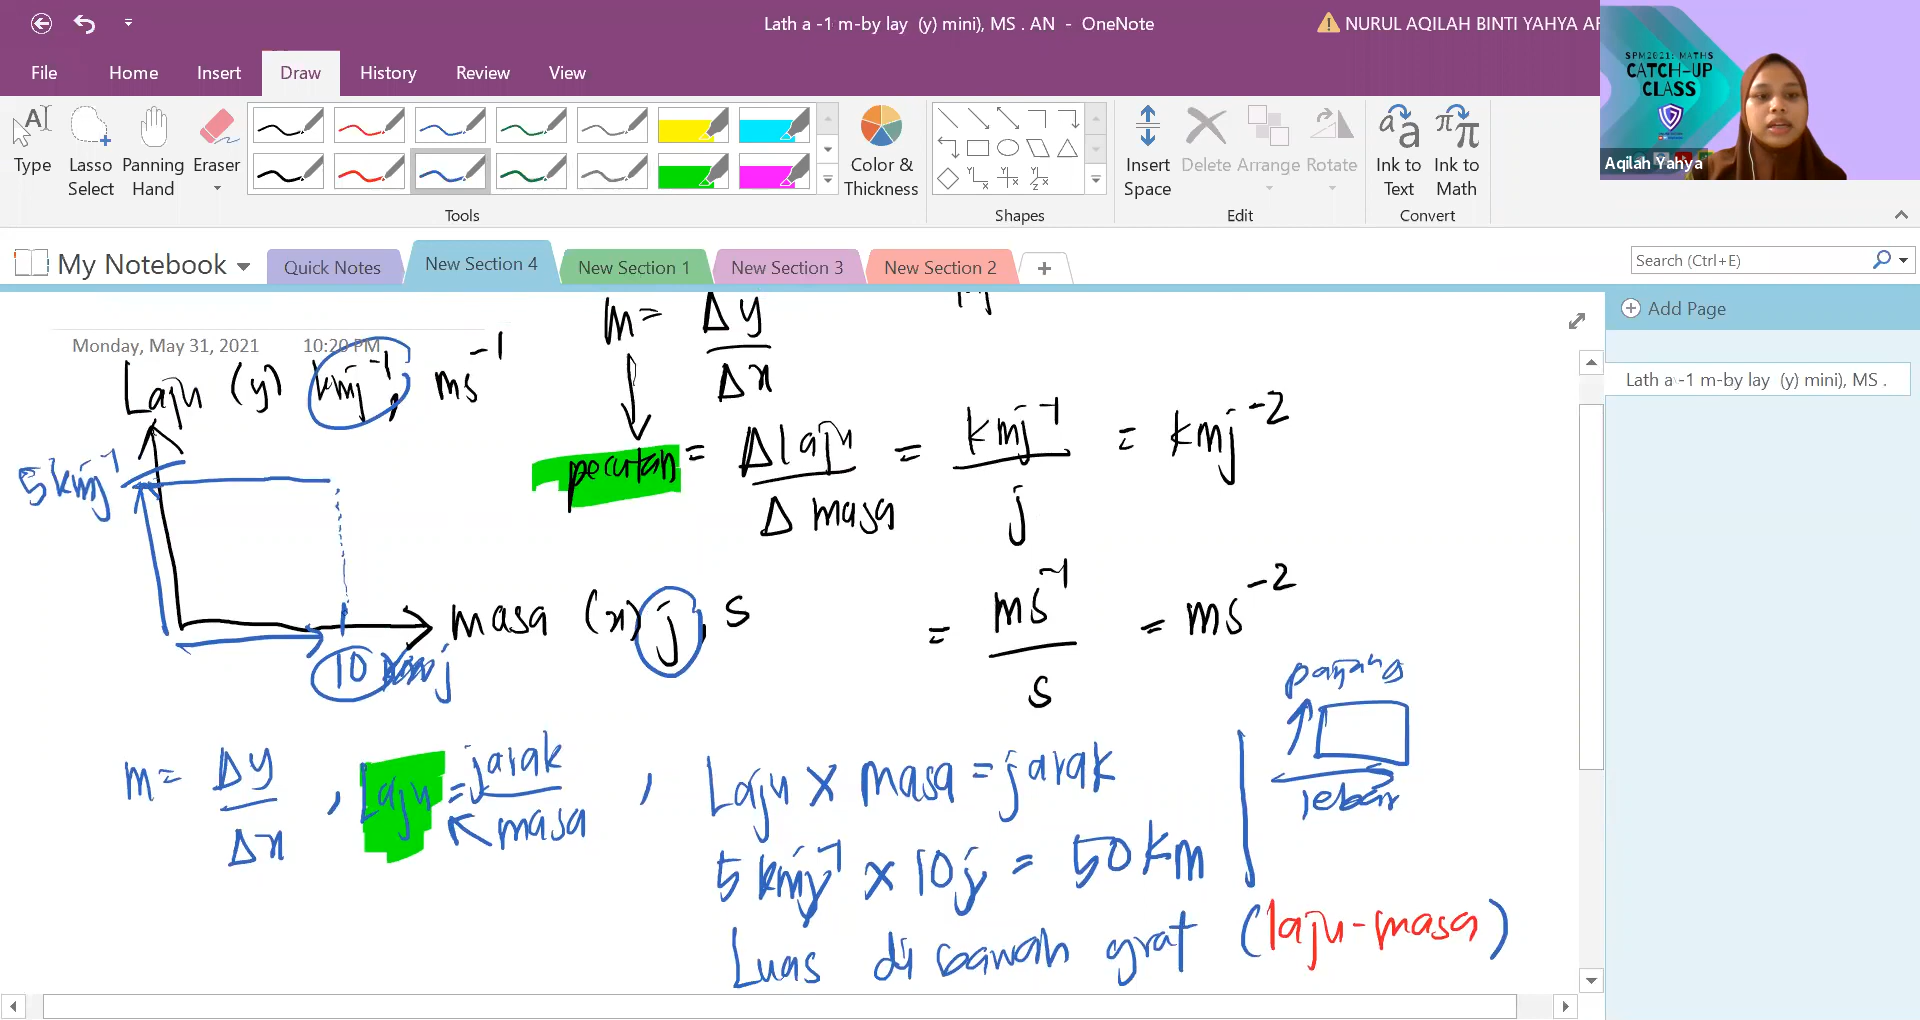 Lath a -1 m-by lay (y) mini), MS . AN - OneNote
NURUL AQILAH BINTI YAHYA
File Home Insert Draw History Review View
Type
Lasso Select
Panning Hand
Eraser
Color & Thickness
Insert Space
Delete
Arrange
Rotate
Ink to Text
Ink to Math
Tools
Shapes
Edit
Convert
SPM2021: MATHS
CATCH-UP
CLASS
Aqilah Yahya
My Notebook
Quick Notes
New Section 4
New Section 1
New Section 3
New Section 2
Search (Ctrl+E)
Add Page
Lath a -1 m-by lay (y) mini), MS .
Monday, May 31, 2021 10:20 PM
Laju (y) kmj⁻¹, ms⁻¹
5 kmj⁻¹
masa (x) j, s
10 j
m = Δy / Δx
pecutan = Δlaju / Δ masa = kmj⁻¹ / j = kmj⁻²
= ms⁻¹ / s = ms⁻²
panjang
lebar
m = Δy / Δx , Laju = jarak / masa , Laju x masa = jarak
5 kmj⁻¹ x 10j = 50 km
Luas di bawah graf (laju-masa)